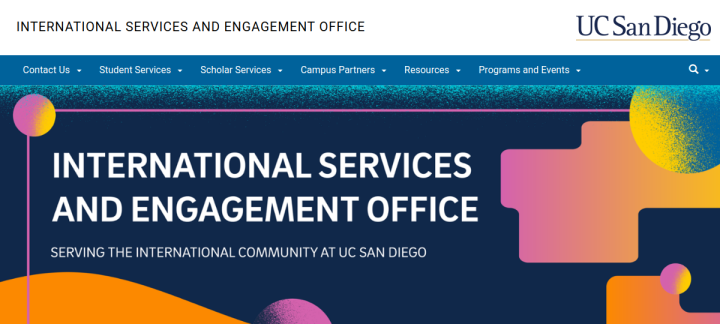 INTERNATIONAL SERVICES AND ENGAGEMENT OFFICE
UC San Diego
Contact Us Student Services Scholar Services Campus Partners Resources Programs and Events
INTERNATIONAL SERVICES
AND ENGAGEMENT OFFICE
SERVING THE INTERNATIONAL COMMUNITY AT UC SAN DIEGO